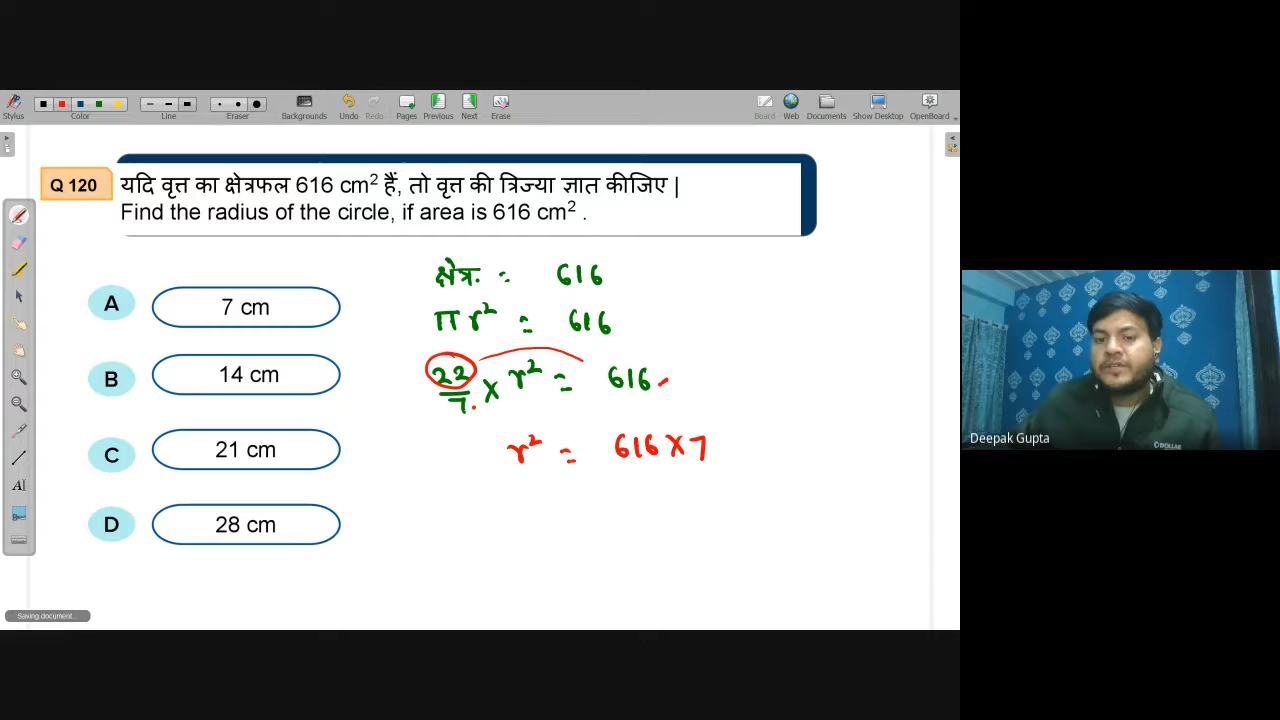 Stylus
Color
Line
Eraser
Backgrounds
Undo
Redo
Pages
Previous
Next
Erase
Board
Web
Documents
Show Desktop
OpenBoard
Q 120
यदि वृत्त का क्षेत्रफल 616 cm² हैं, तो वृत्त की त्रिज्या ज्ञात कीजिए |
Find the radius of the circle, if area is 616 cm² .
A 7 cm
B 14 cm
C 21 cm
D 28 cm
क्षेत्र. = 616
π r² = 616
22/7 × r² = 616
r² = 616 × 7
Deepak Gupta
DOLLAR
Saving document...